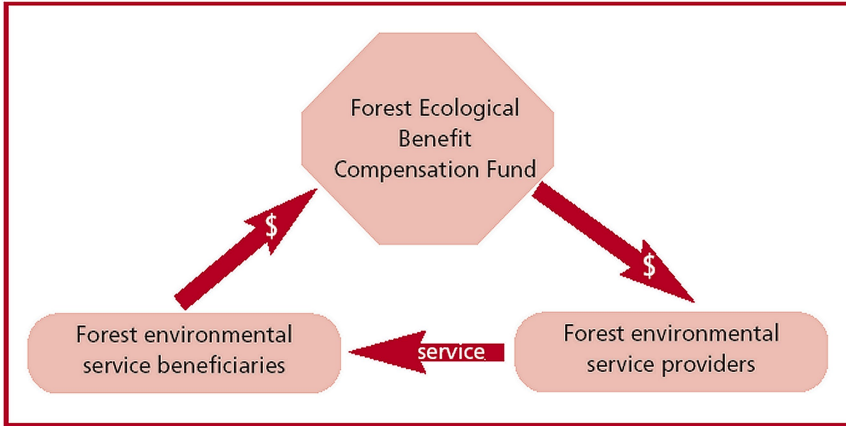 Forest Ecological
Benefit
Compensation Fund
$
$
Forest environmental
service beneficiaries
service
Forest environmental
service providers